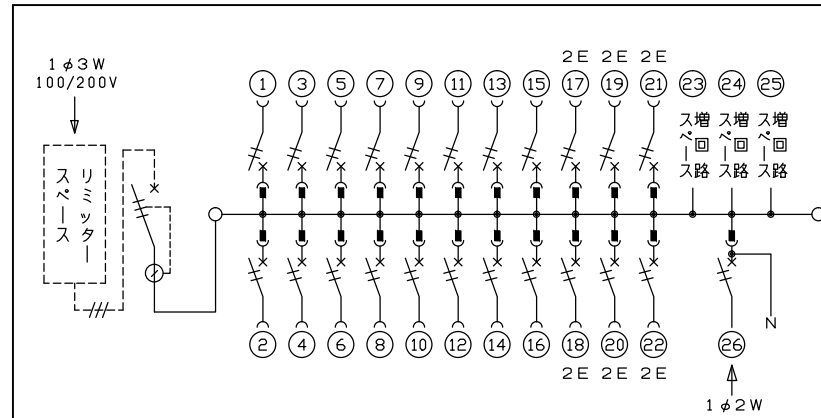 1φ3W
100/200V
リミッター
スペース
2E 2E 2E
1 3 5 7 9 11 13 15 17 19 21 23 24 25
増回路
スペース
増回路
スペース
増回路
スペース
N
2 4 6 8 10 12 14 16 18 20 22 26
2E 2E 2E
1φ2W